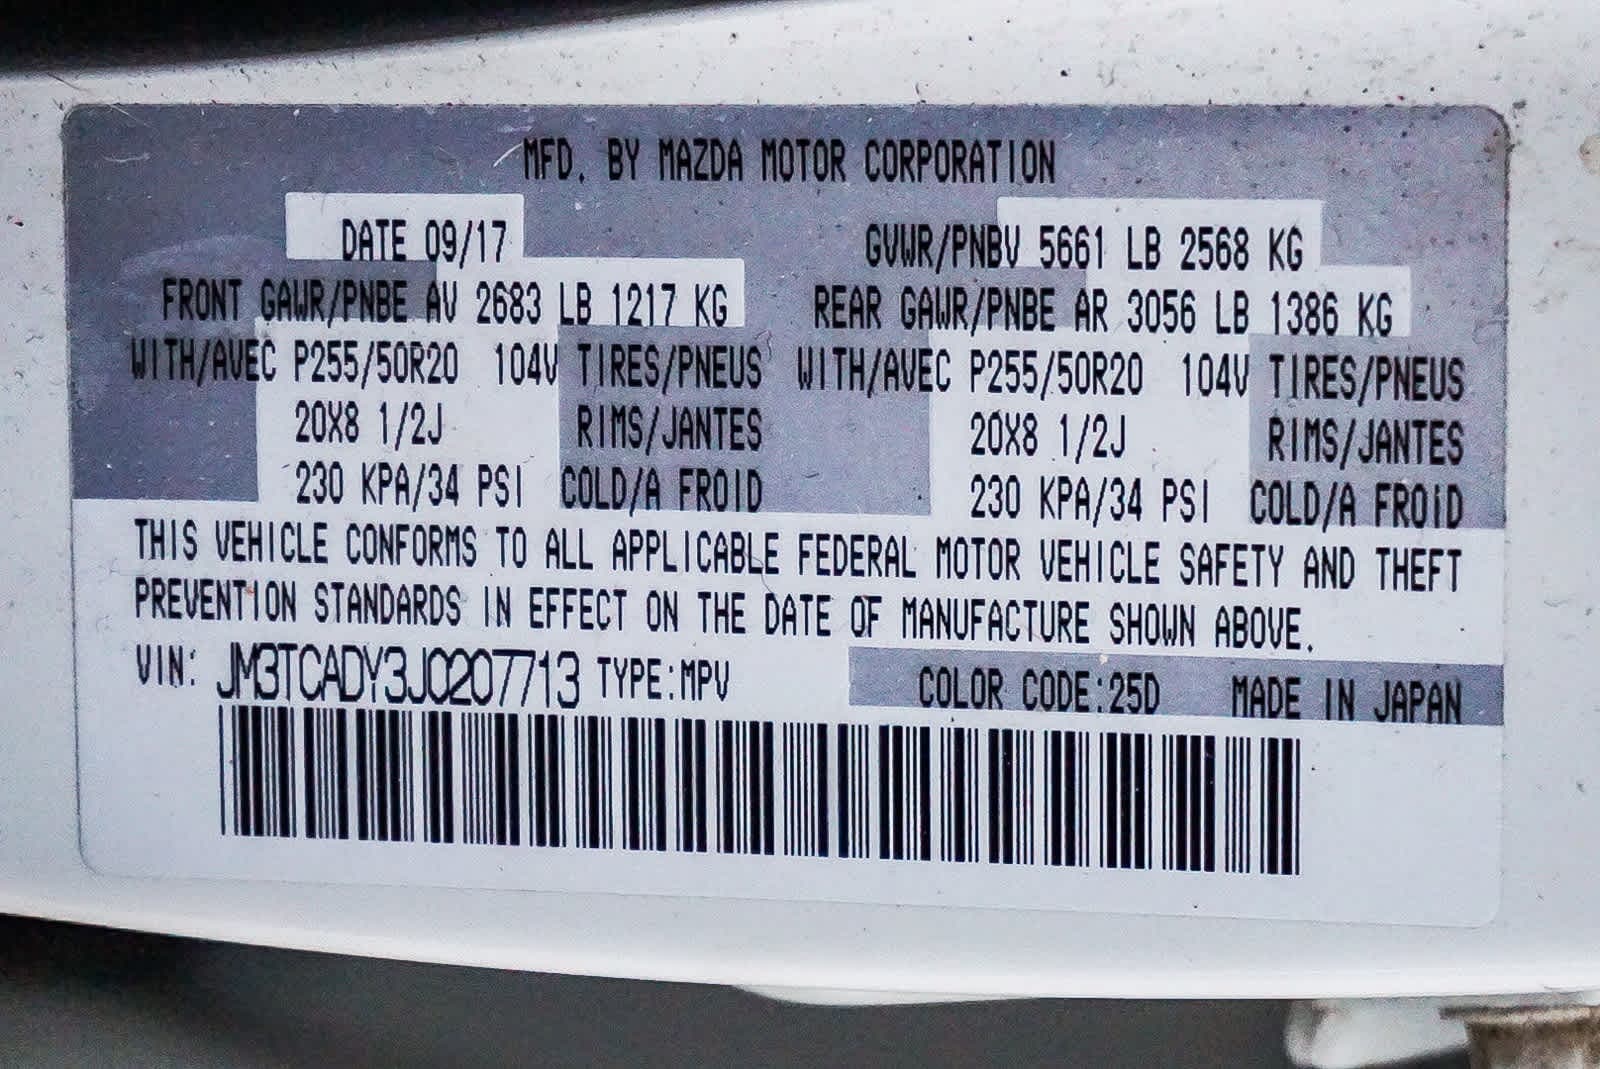 MFD. BY MAZDA MOTOR CORPORATION
DATE 09/17 GVWR/PNBV 5661 LB 2568 KG
FRONT GAWR/PNBE AV 2683 LB 1217 KG REAR GAWR/PNBE AR 3056 LB 1386 KG
WITH/AVEC P255/50R20 104V TIRES/PNEUS WITH/AVEC P255/50R20 104V TIRES/PNEUS
20X8 1/2J RIMS/JANTES 20X8 1/2J RIMS/JANTES
230 KPA/34 PSI COLD/A FROID 230 KPA/34 PSI COLD/A FROID
THIS VEHICLE CONFORMS TO ALL APPLICABLE FEDERAL MOTOR VEHICLE SAFETY AND THEFT
PREVENTION STANDARDS IN EFFECT ON THE DATE OF MANUFACTURE SHOWN ABOVE.
VIN: JM3TCADY3J0207713 TYPE:MPV COLOR CODE:25D MADE IN JAPAN